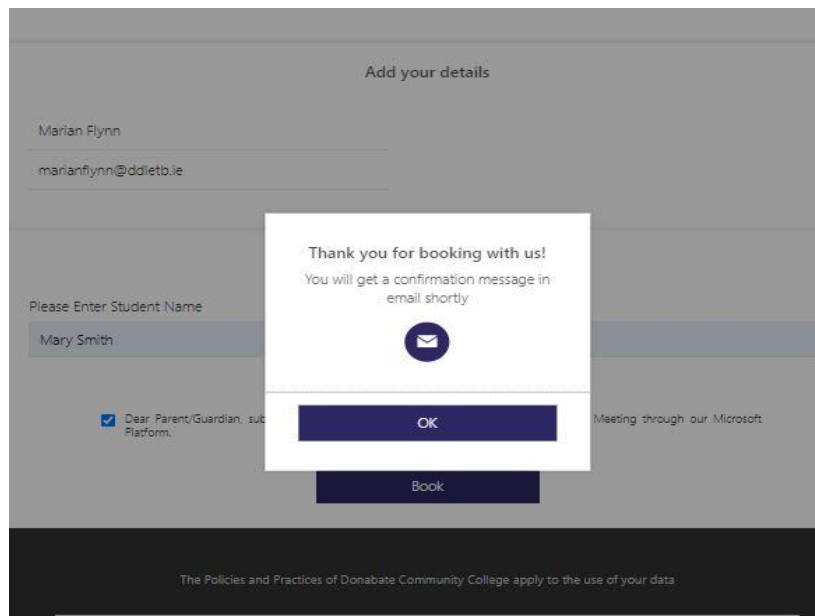 Add your details
Marian Flynn
marianflynn@ddletb.ie
Thank you for booking with us!
You will get a confirmation message in
email shortly
Please Enter Student Name
Mary Smith
Dear Parent/Guardian, sub
Meeting through our Microsoft
Platform.
OK
Book
The Policies and Practices of Donabate Community College apply to the use of your data